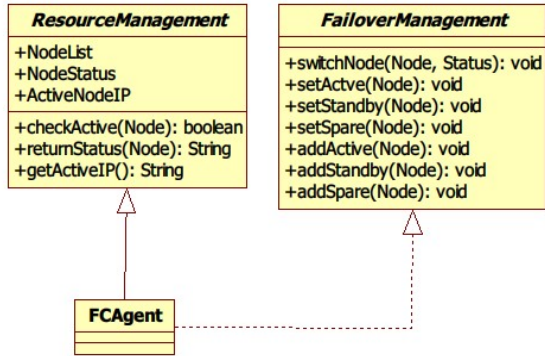 ResourceManagement
+NodeList
+NodeStatus
+ActiveNodeIP
+checkActive(Node): boolean
+returnStatus(Node): String
+getActiveIP(): String
FailoverManagement
+switchNode(Node, Status): void
+setActve(Node): void
+setStandby(Node): void
+setSpare(Node): void
+addActive(Node): void
+addStandby(Node): void
+addSpare(Node): void
FCAgent